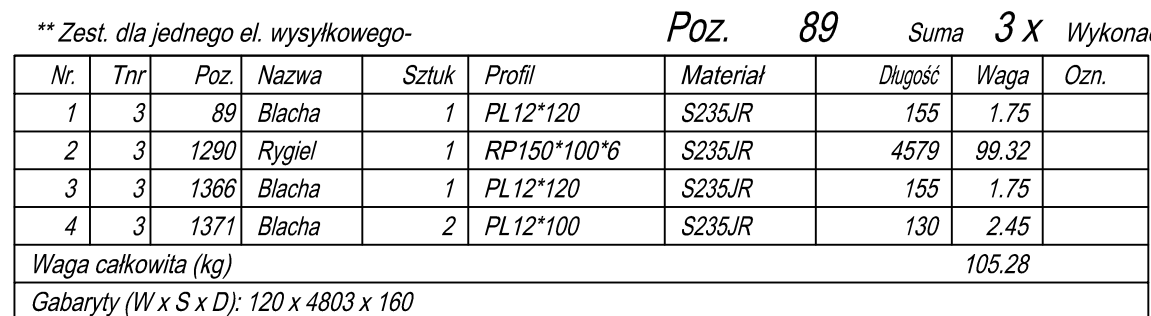 ** Zest. dla jednego el. wysyłkowego- Poz. 89 Suma 3 x Wykonać
Nr. Tnr Poz. Nazwa Sztuk Profil Materiał Długość Waga Ozn.
1 3 89 Blacha 1 PL12*120 S235JR 155 1.75
2 3 1290 Rygiel 1 RP150*100*6 S235JR 4579 99.32
3 3 1366 Blacha 1 PL12*120 S235JR 155 1.75
4 3 1371 Blacha 2 PL12*100 S235JR 130 2.45
Waga całkowita (kg) 105.28
Gabaryty (W x S x D): 120 x 4803 x 160